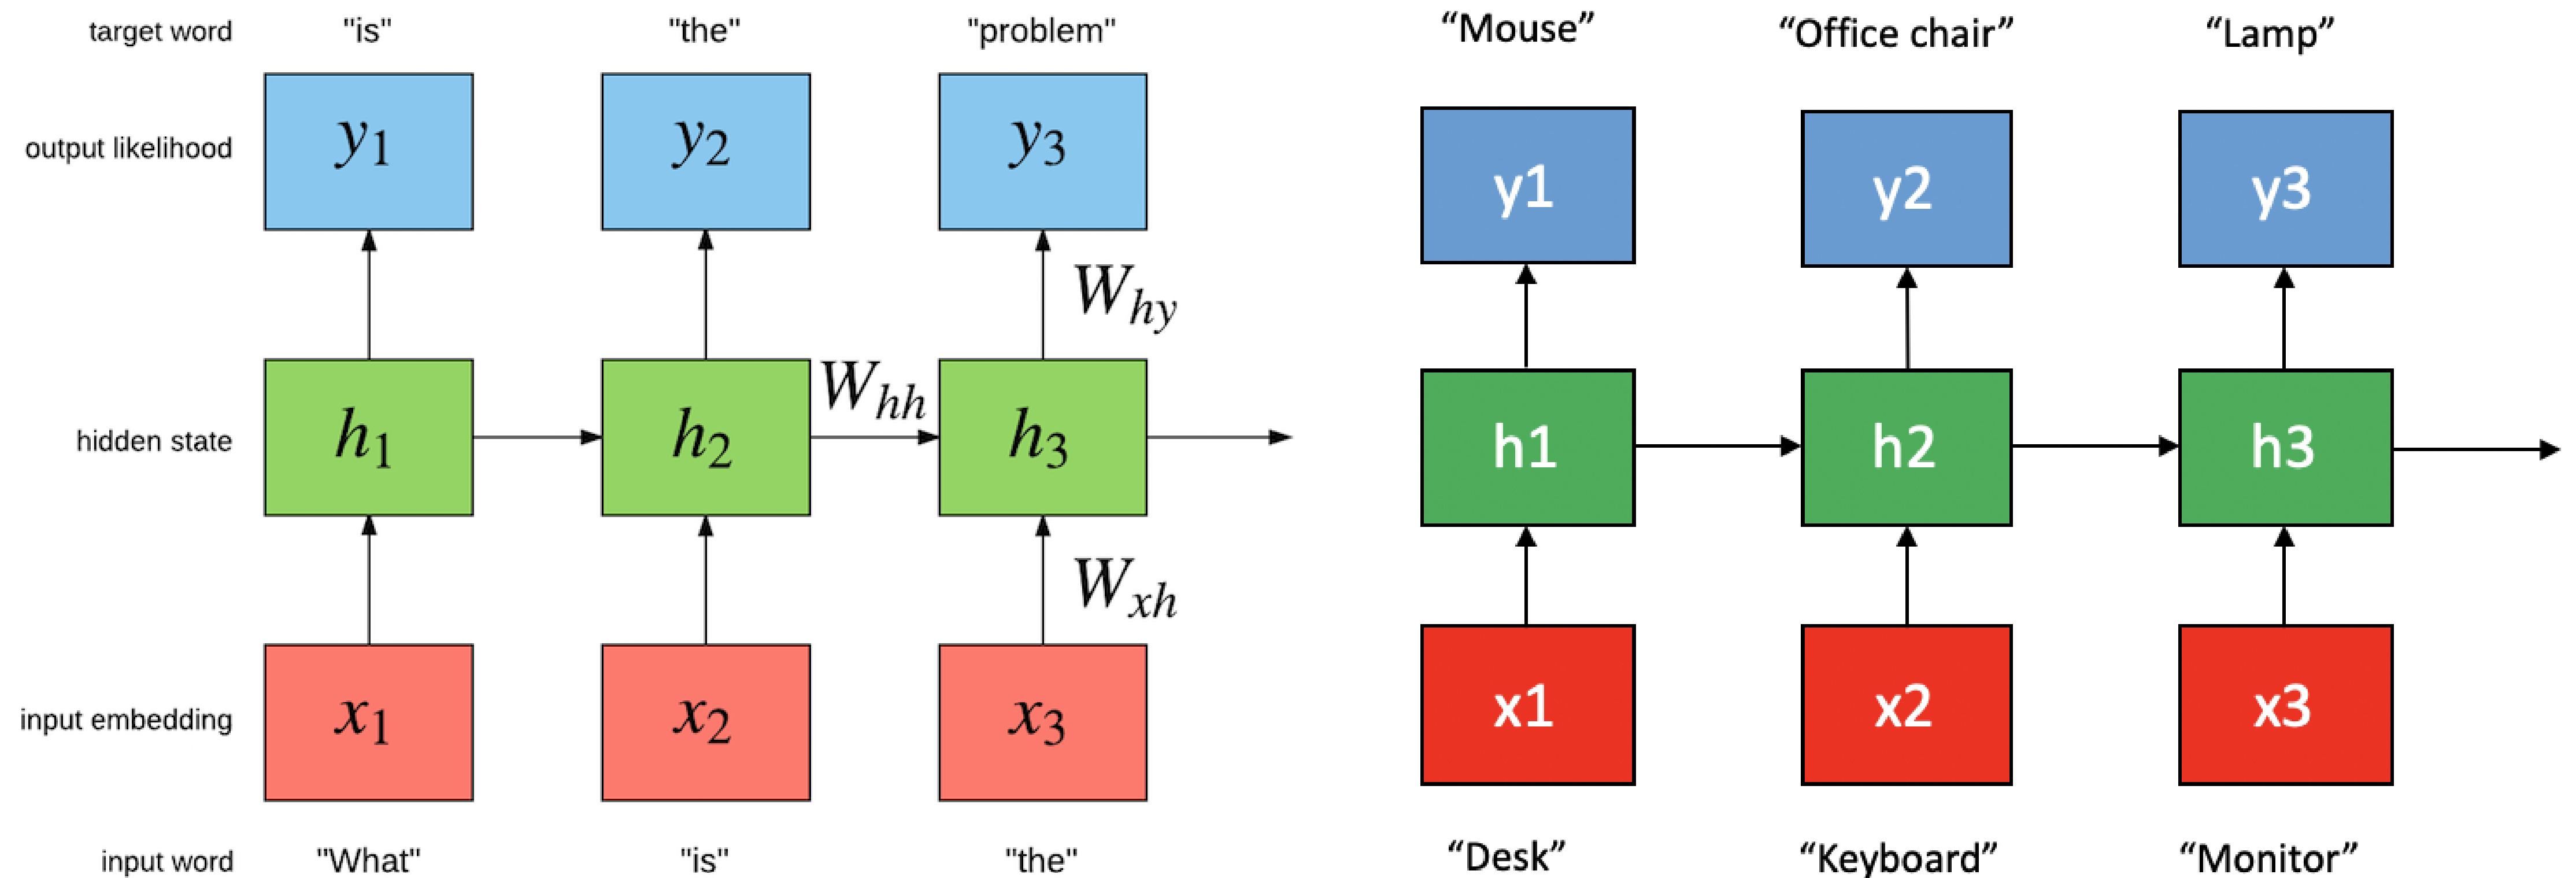 target word "is" "the" "problem"
output likelihood y1 y2 y3
Why
hidden state h1 h2 Whh h3
Wxh
input embedding x1 x2 x3
input word "What" "is" "the"
“Mouse” “Office chair” “Lamp”
y1 y2 y3
h1 h2 h3
x1 x2 x3
“Desk” “Keyboard” “Monitor”